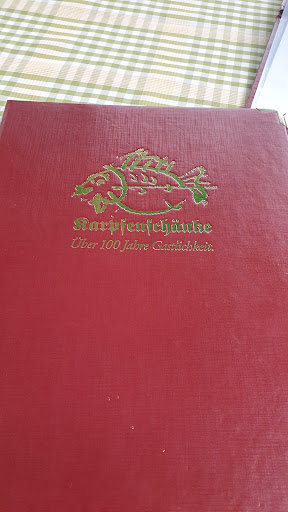 Karpfenschänke
Über 100 Jahre Gastlichkeit.